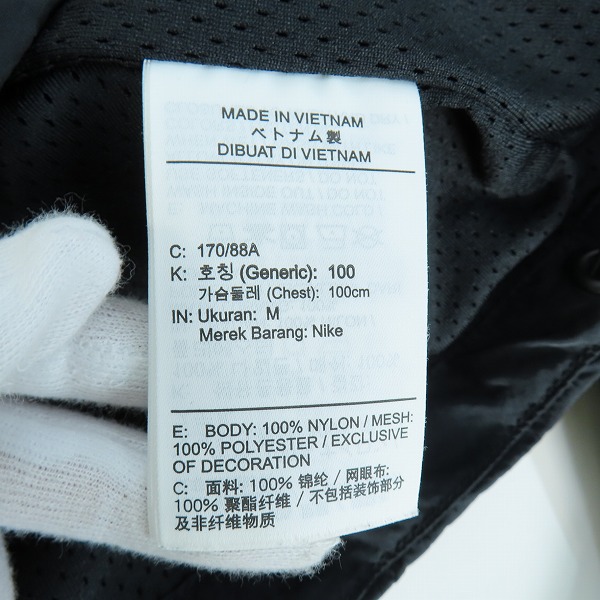 MADE IN VIETNAM
ベトナム製
DIBUAT DI VIETNAM
C: 170/88A
K: 호칭 (Generic): 100
가슴둘레 (Chest): 100cm
IN: Ukuran: M
Merek Barang: Nike
E: BODY: 100% NYLON / MESH:
100% POLYESTER / EXCLUSIVE
OF DECORATION
C: 面料: 100% 锦纶 / 网眼布:
100% 聚酯纤维 / 不包括装饰部分
及非纤维物质